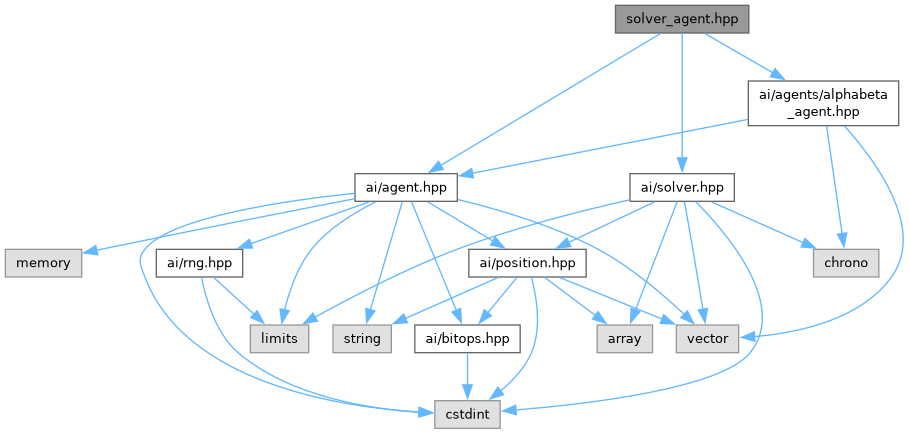 solver_agent.hpp
ai/agents/alphabeta
_agent.hpp
ai/agent.hpp
ai/solver.hpp
memory
ai/rng.hpp
ai/position.hpp
chrono
limits
string
ai/bitops.hpp
array
vector
cstdint